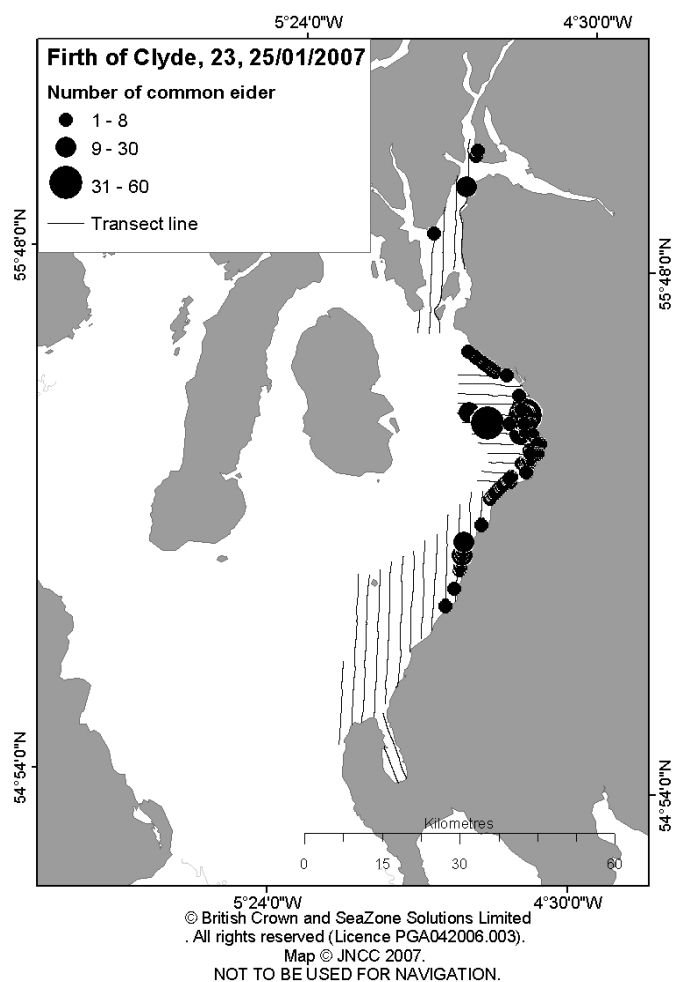 5°24'0"W 4°30'0"W
Firth of Clyde, 23, 25/01/2007
Number of common eider
1 - 8
9 - 30
31 - 60
Transect line
55°48'0"N
55°48'0"N
54°54'0"N
54°54'0"N
Kilometres
0 15 30 60
5°24'0"W 4°30'0"W
© British Crown and SeaZone Solutions Limited
. All rights reserved (Licence PGA042006.003).
Map © JNCC 2007.
NOT TO BE USED FOR NAVIGATION.